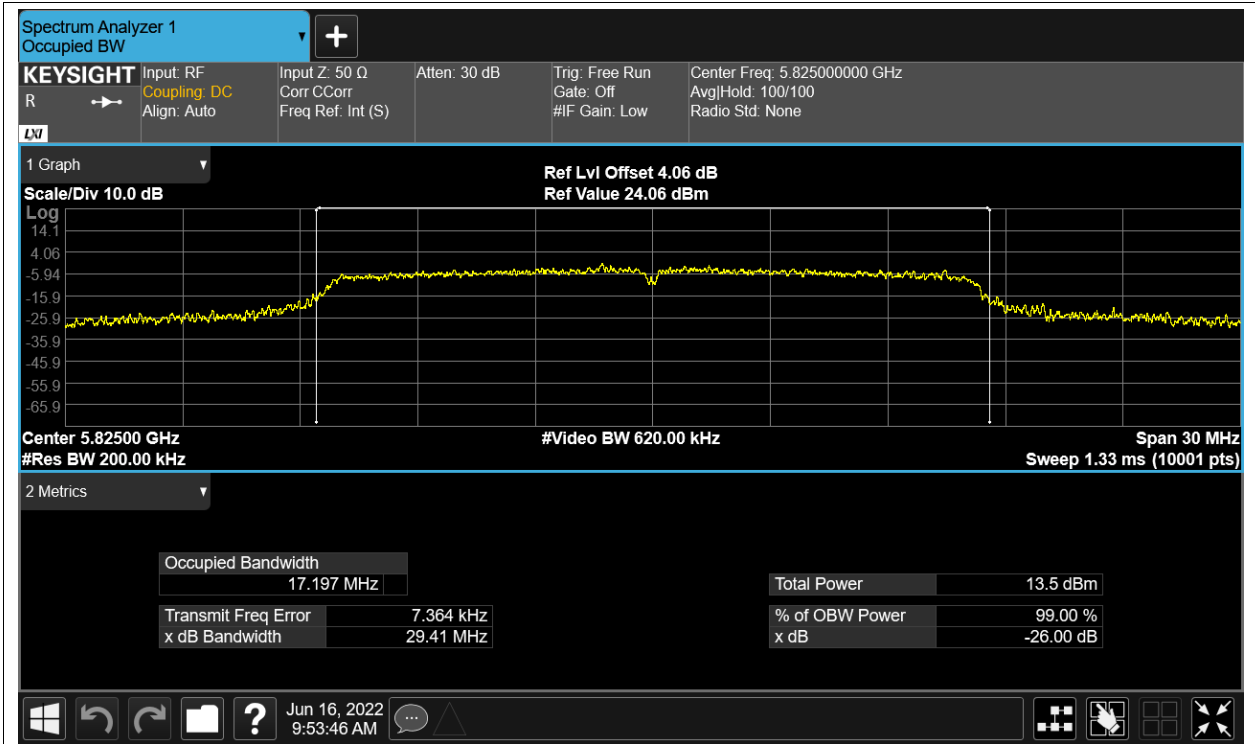 Spectrum Analyzer 1
Occupied BW
KEYSIGHT
R
LXI
Input: RF
Coupling: DC
Align: Auto
Input Z: 50 Ω
Corr CCorr
Freq Ref: Int (S)
Atten: 30 dB
Trig: Free Run
Gate: Off
#IF Gain: Low
Center Freq: 5.825000000 GHz
Avg|Hold: 100/100
Radio Std: None
1 Graph
Scale/Div 10.0 dB
Ref Lvl Offset 4.06 dB
Ref Value 24.06 dBm
Log
14.1
4.06
-5.94
-15.9
-25.9
-35.9
-45.9
-55.9
-65.9
Center 5.82500 GHz
#Video BW 620.00 kHz
Span 30 MHz
#Res BW 200.00 kHz
Sweep 1.33 ms (10001 pts)
2 Metrics
Occupied Bandwidth
17.197 MHz
Total Power 13.5 dBm
Transmit Freq Error 7.364 kHz
% of OBW Power 99.00 %
x dB Bandwidth 29.41 MHz
x dB -26.00 dB
?
Jun 16, 2022
9:53:46 AM